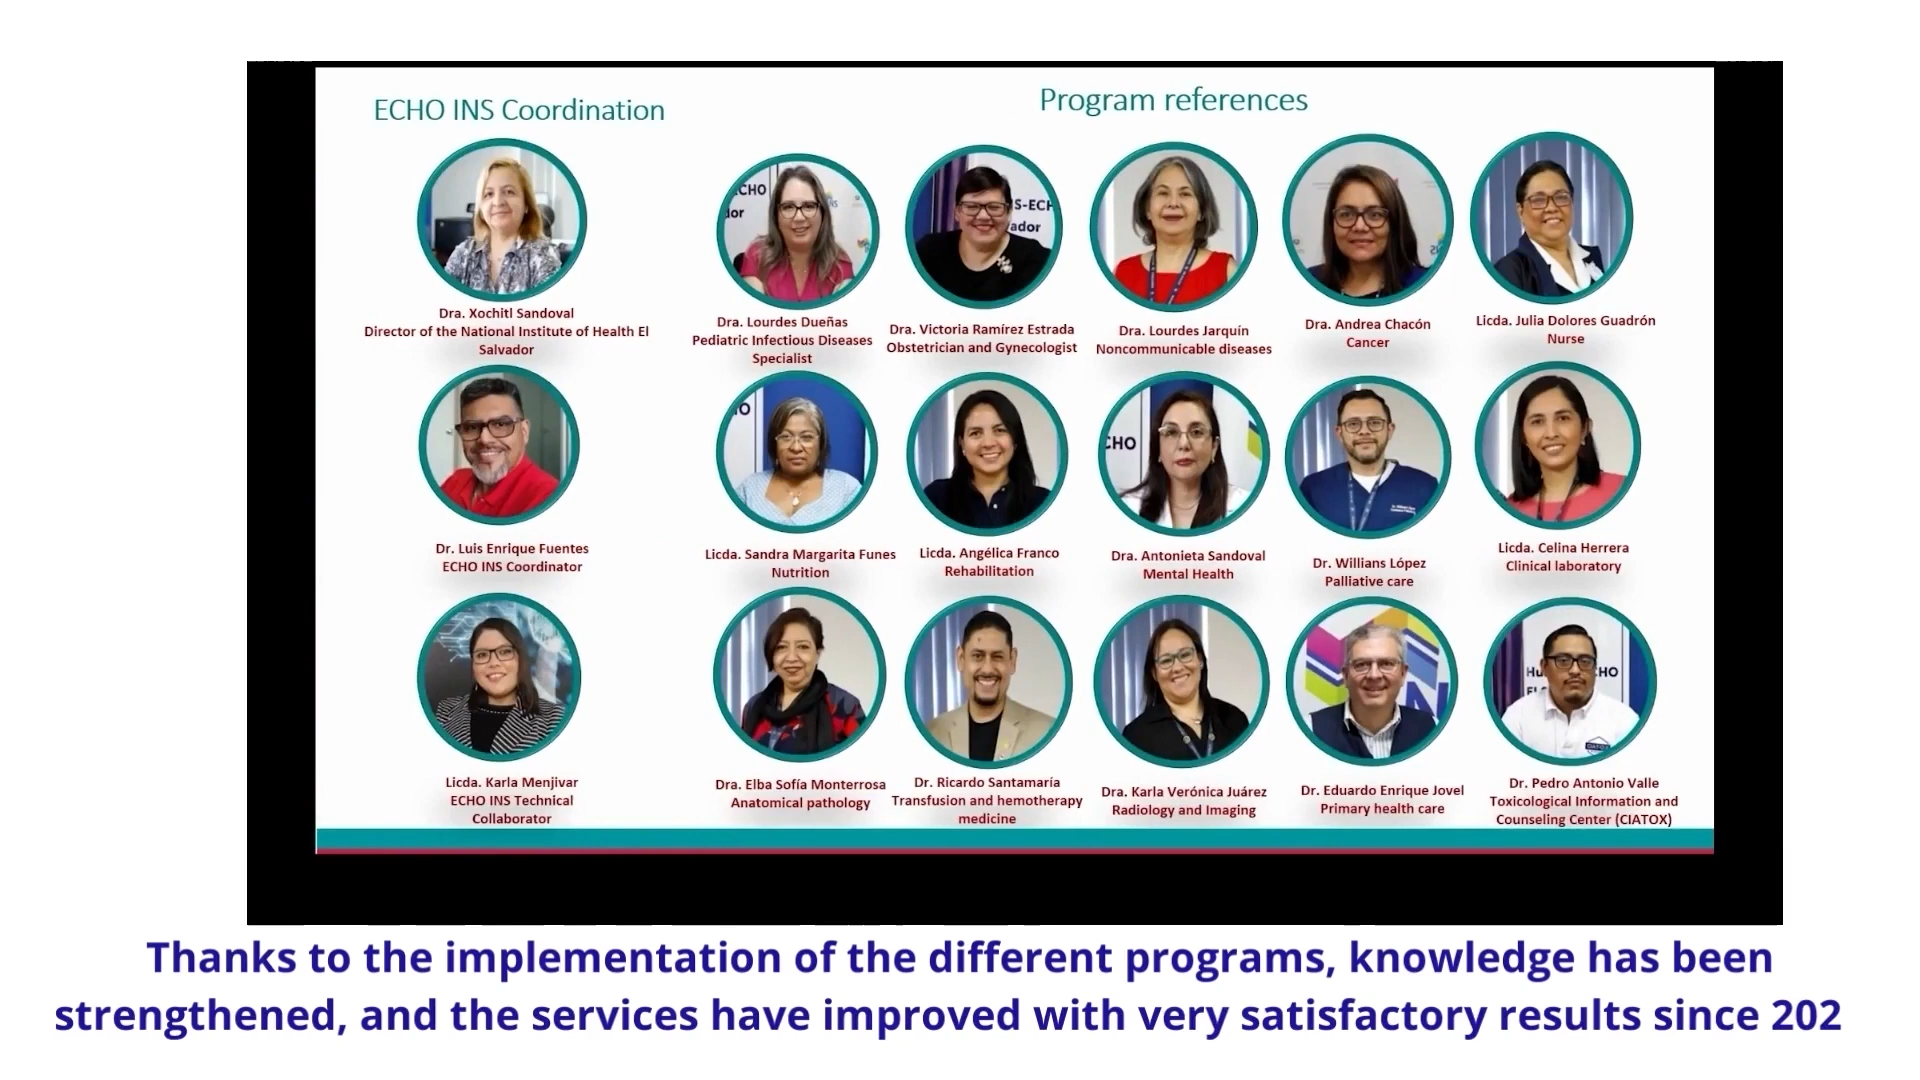 ECHO INS Coordination
Program references
Dra. Xochitl Sandoval
Director of the National Institute of Health El
Salvador
Dra. Lourdes Dueñas
Pediatric Infectious Diseases
Specialist
Dra. Victoria Ramírez Estrada
Obstetrician and Gynecologist
Dra. Lourdes Jarquín
Noncommunicable diseases
Dra. Andrea Chacón
Cancer
Licda. Julia Dolores Guadrón
Nurse
Dr. Luis Enrique Fuentes
ECHO INS Coordinator
Licda. Sandra Margarita Funes
Nutrition
Licda. Angélica Franco
Rehabilitation
Dra. Antonieta Sandoval
Mental Health
Dr. Willians López
Palliative care
Licda. Celina Herrera
Clinical laboratory
Licda. Karla Menjivar
ECHO INS Technical
Collaborator
Dra. Elba Sofía Monterrosa
Anatomical pathology
Dr. Ricardo Santamaría
Transfusion and hemotherapy
medicine
Dra. Karla Verónica Juárez
Radiology and Imaging
Dr. Eduardo Enrique Jovel
Primary health care
Dr. Pedro Antonio Valle
Toxicological Information and
Counseling Center (CIATOX)
Thanks to the implementation of the different programs, knowledge has been
strengthened, and the services have improved with very satisfactory results since 202